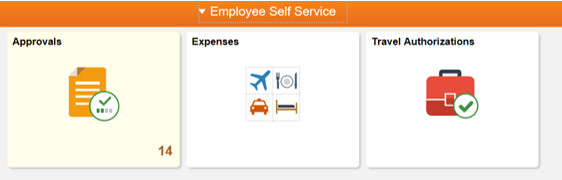 Employee Self Service
Approvals
Expenses
Travel Authorizations
14